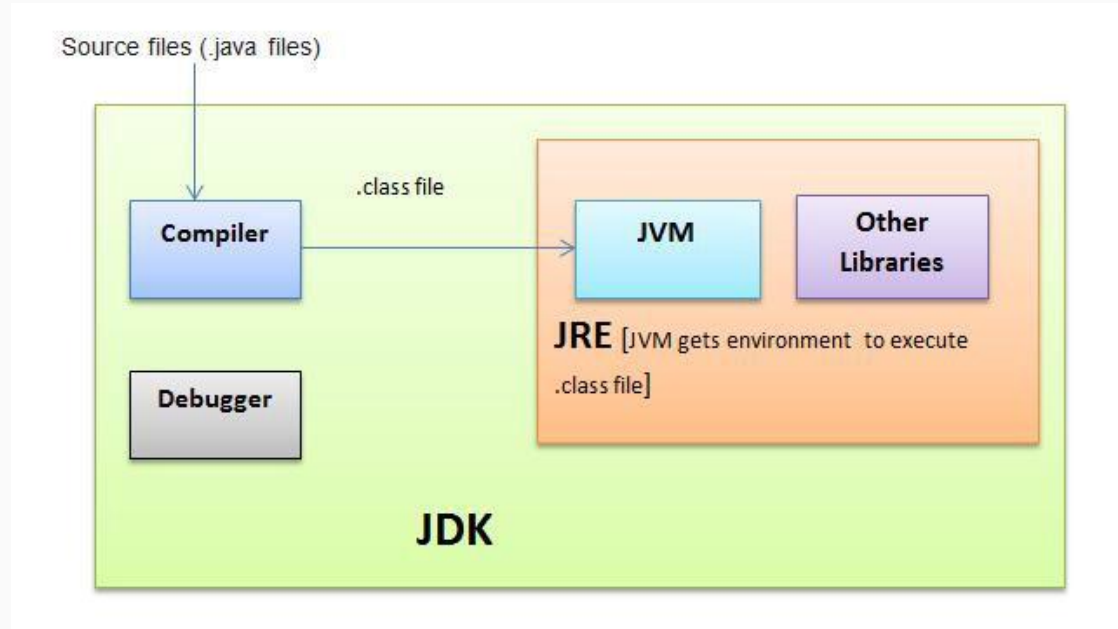 Source files (.java files)
.class file
Compiler
JVM
Other
Libraries
JRE [JVM gets environment to execute
.class file]
Debugger
JDK